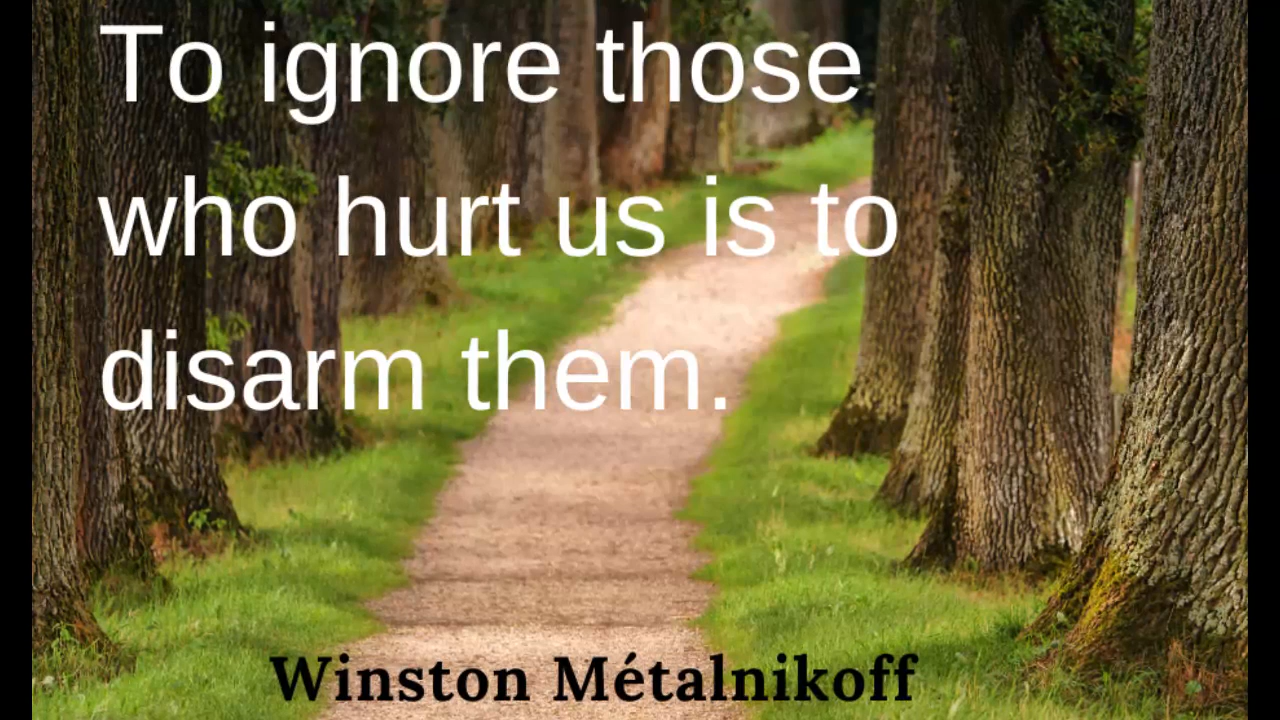 To ignore those
who hurt us is to
disarm them.
Winston Métalnikoff